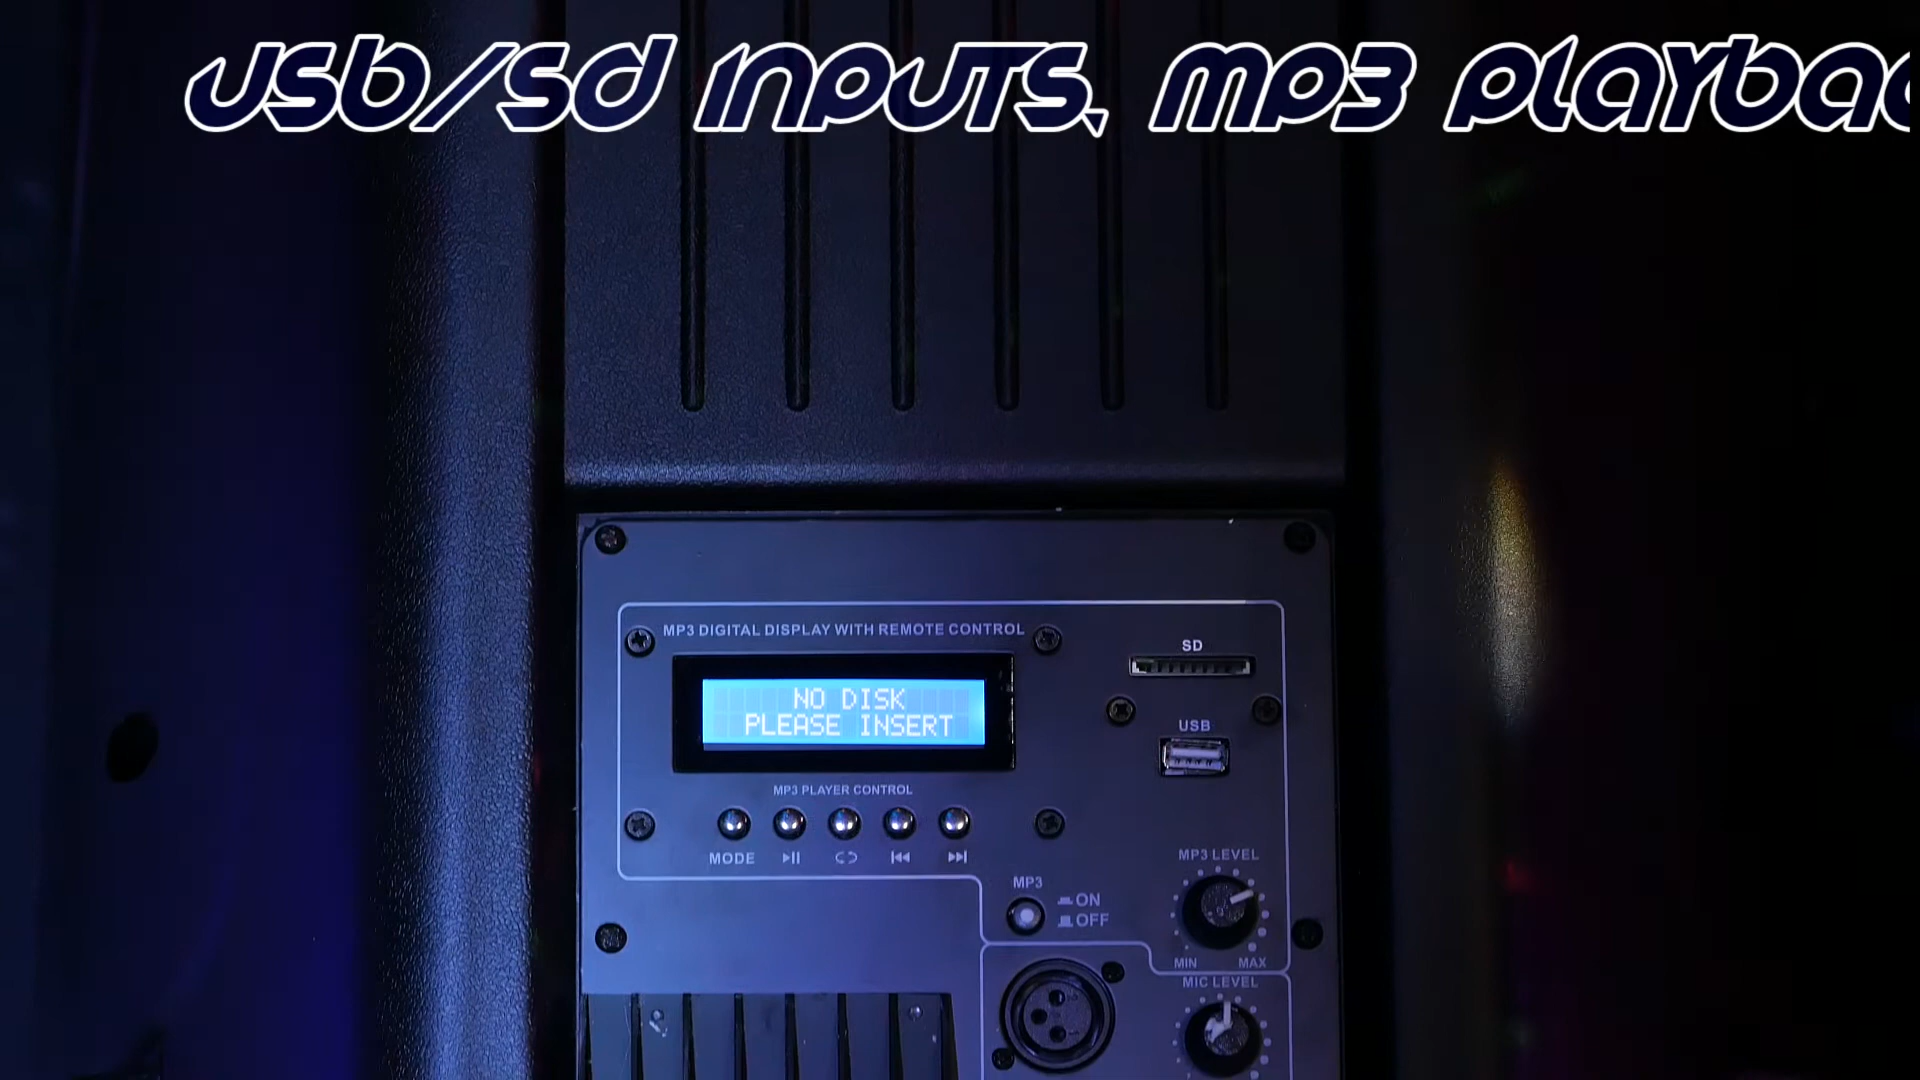 USB/SD INPUTS, MP3 PLAYBAC
MP3 DIGITAL DISPLAY WITH REMOTE CONTROL
SD
NO DISK
PLEASE INSERT
USB
MP3 PLAYER CONTROL
MODE
MP3 LEVEL
MP3
ON
OFF
MIN MAX
MIC LEVEL